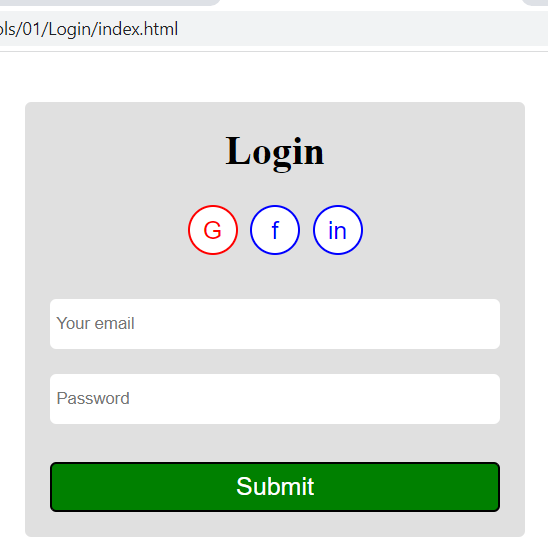 ols/01/Login/index.html
Login
G f in
Your email
Password
Submit